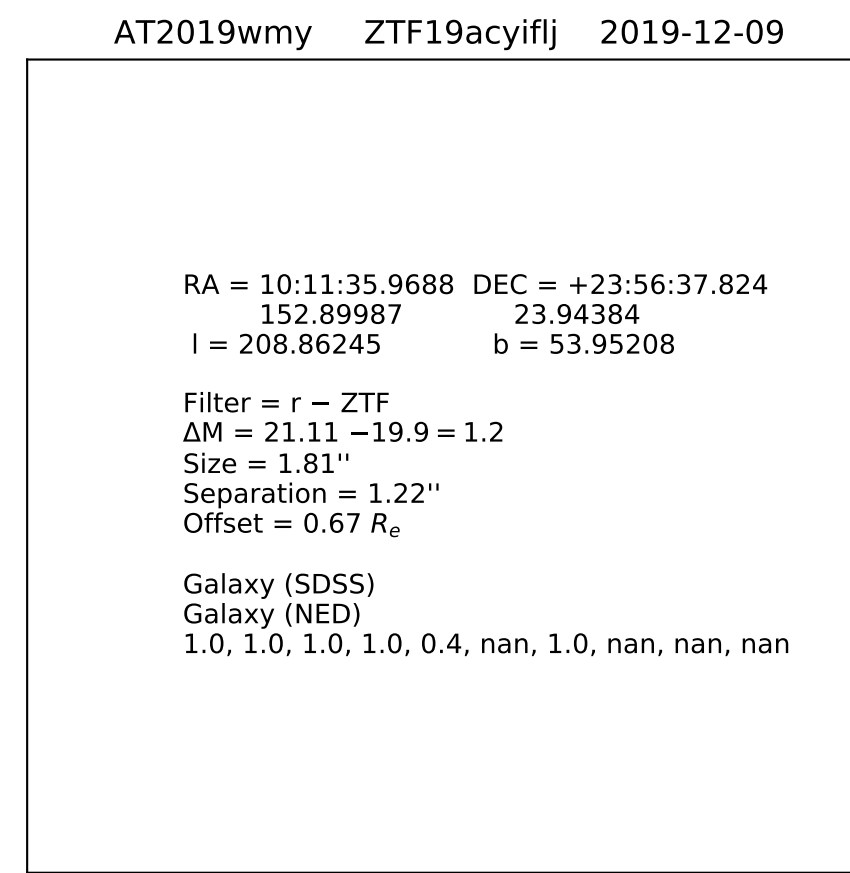 AT2019wmy ZTF19acyiflj 2019-12-09
RA = 10:11:35.9688 DEC = +23:56:37.824
152.89987 23.94384
l = 208.86245 b = 53.95208
Filter = r − ZTF
ΔM = 21.11 −19.9 = 1.2
Size = 1.81''
Separation = 1.22''
Offset = 0.67 Re
Galaxy (SDSS)
Galaxy (NED)
1.0, 1.0, 1.0, 1.0, 0.4, nan, 1.0, nan, nan, nan